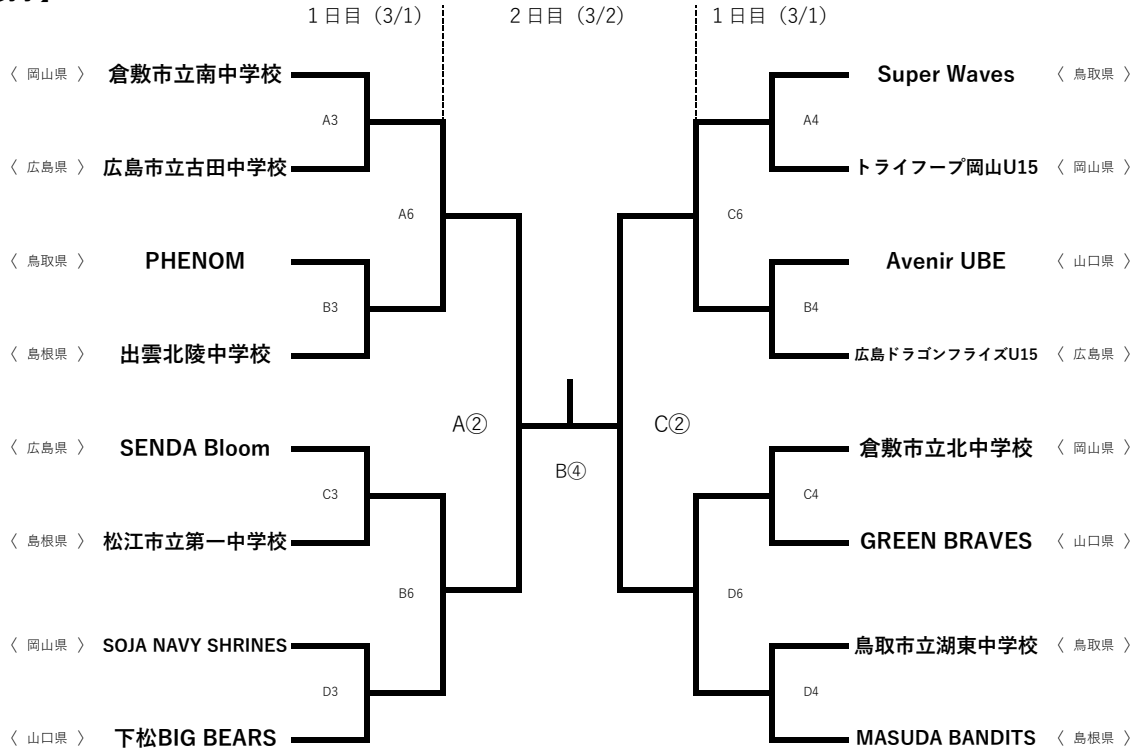 1日目（3/1） 2日目（3/2） 1日目（3/1）
〈 岡山県 〉 倉敷市立南中学校 Super Waves 〈 鳥取県 〉
A3 A4
〈 広島県 〉 広島市立古田中学校 トライフープ岡山U15 〈 岡山県 〉
A6 C6
〈 鳥取県 〉 PHENOM Avenir UBE 〈 山口県 〉
B3 B4
〈 島根県 〉 出雲北陵中学校 広島ドラゴンフライズU15 〈 広島県 〉
A② C②
〈 広島県 〉 SENDA Bloom 倉敷市立北中学校 〈 岡山県 〉
B④
C3 C4
〈 島根県 〉 松江市立第一中学校 GREEN BRAVES 〈 山口県 〉
B6 D6
〈 岡山県 〉 SOJA NAVY SHRINES 鳥取市立湖東中学校 〈 鳥取県 〉
D3 D4
〈 山口県 〉 下松BIG BEARS MASUDA BANDITS 〈 島根県 〉